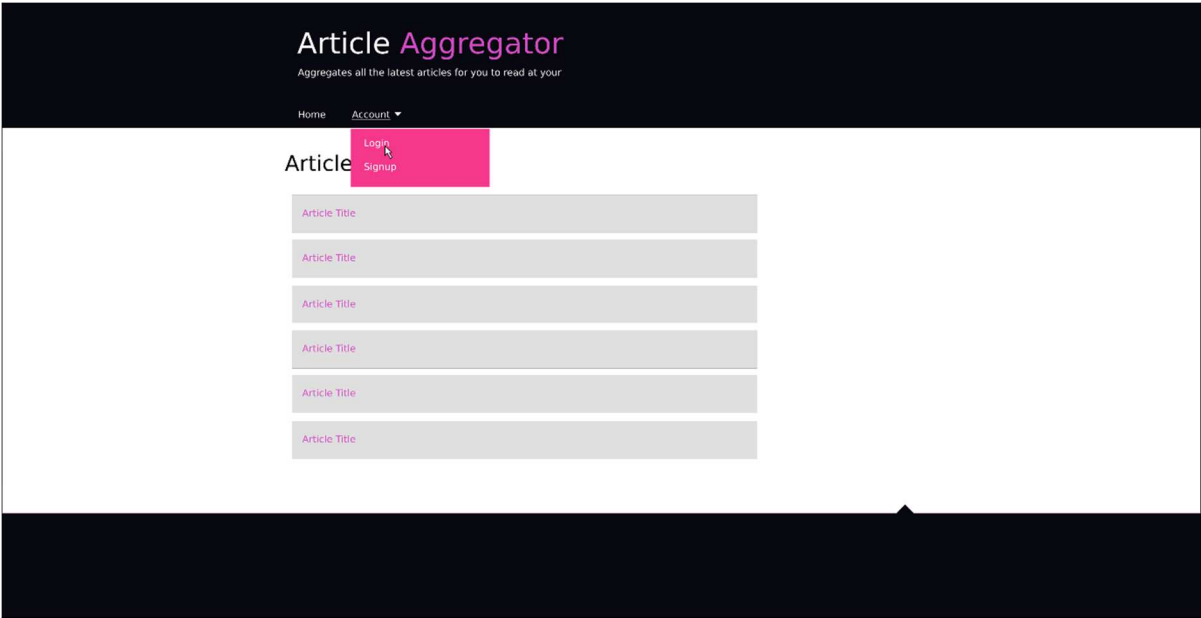 Article Aggregator
Aggregates all the latest articles for you to read at your
Home Account
Login
Article
Signup
Article Title
Article Title
Article Title
Article Title
Article Title
Article Title